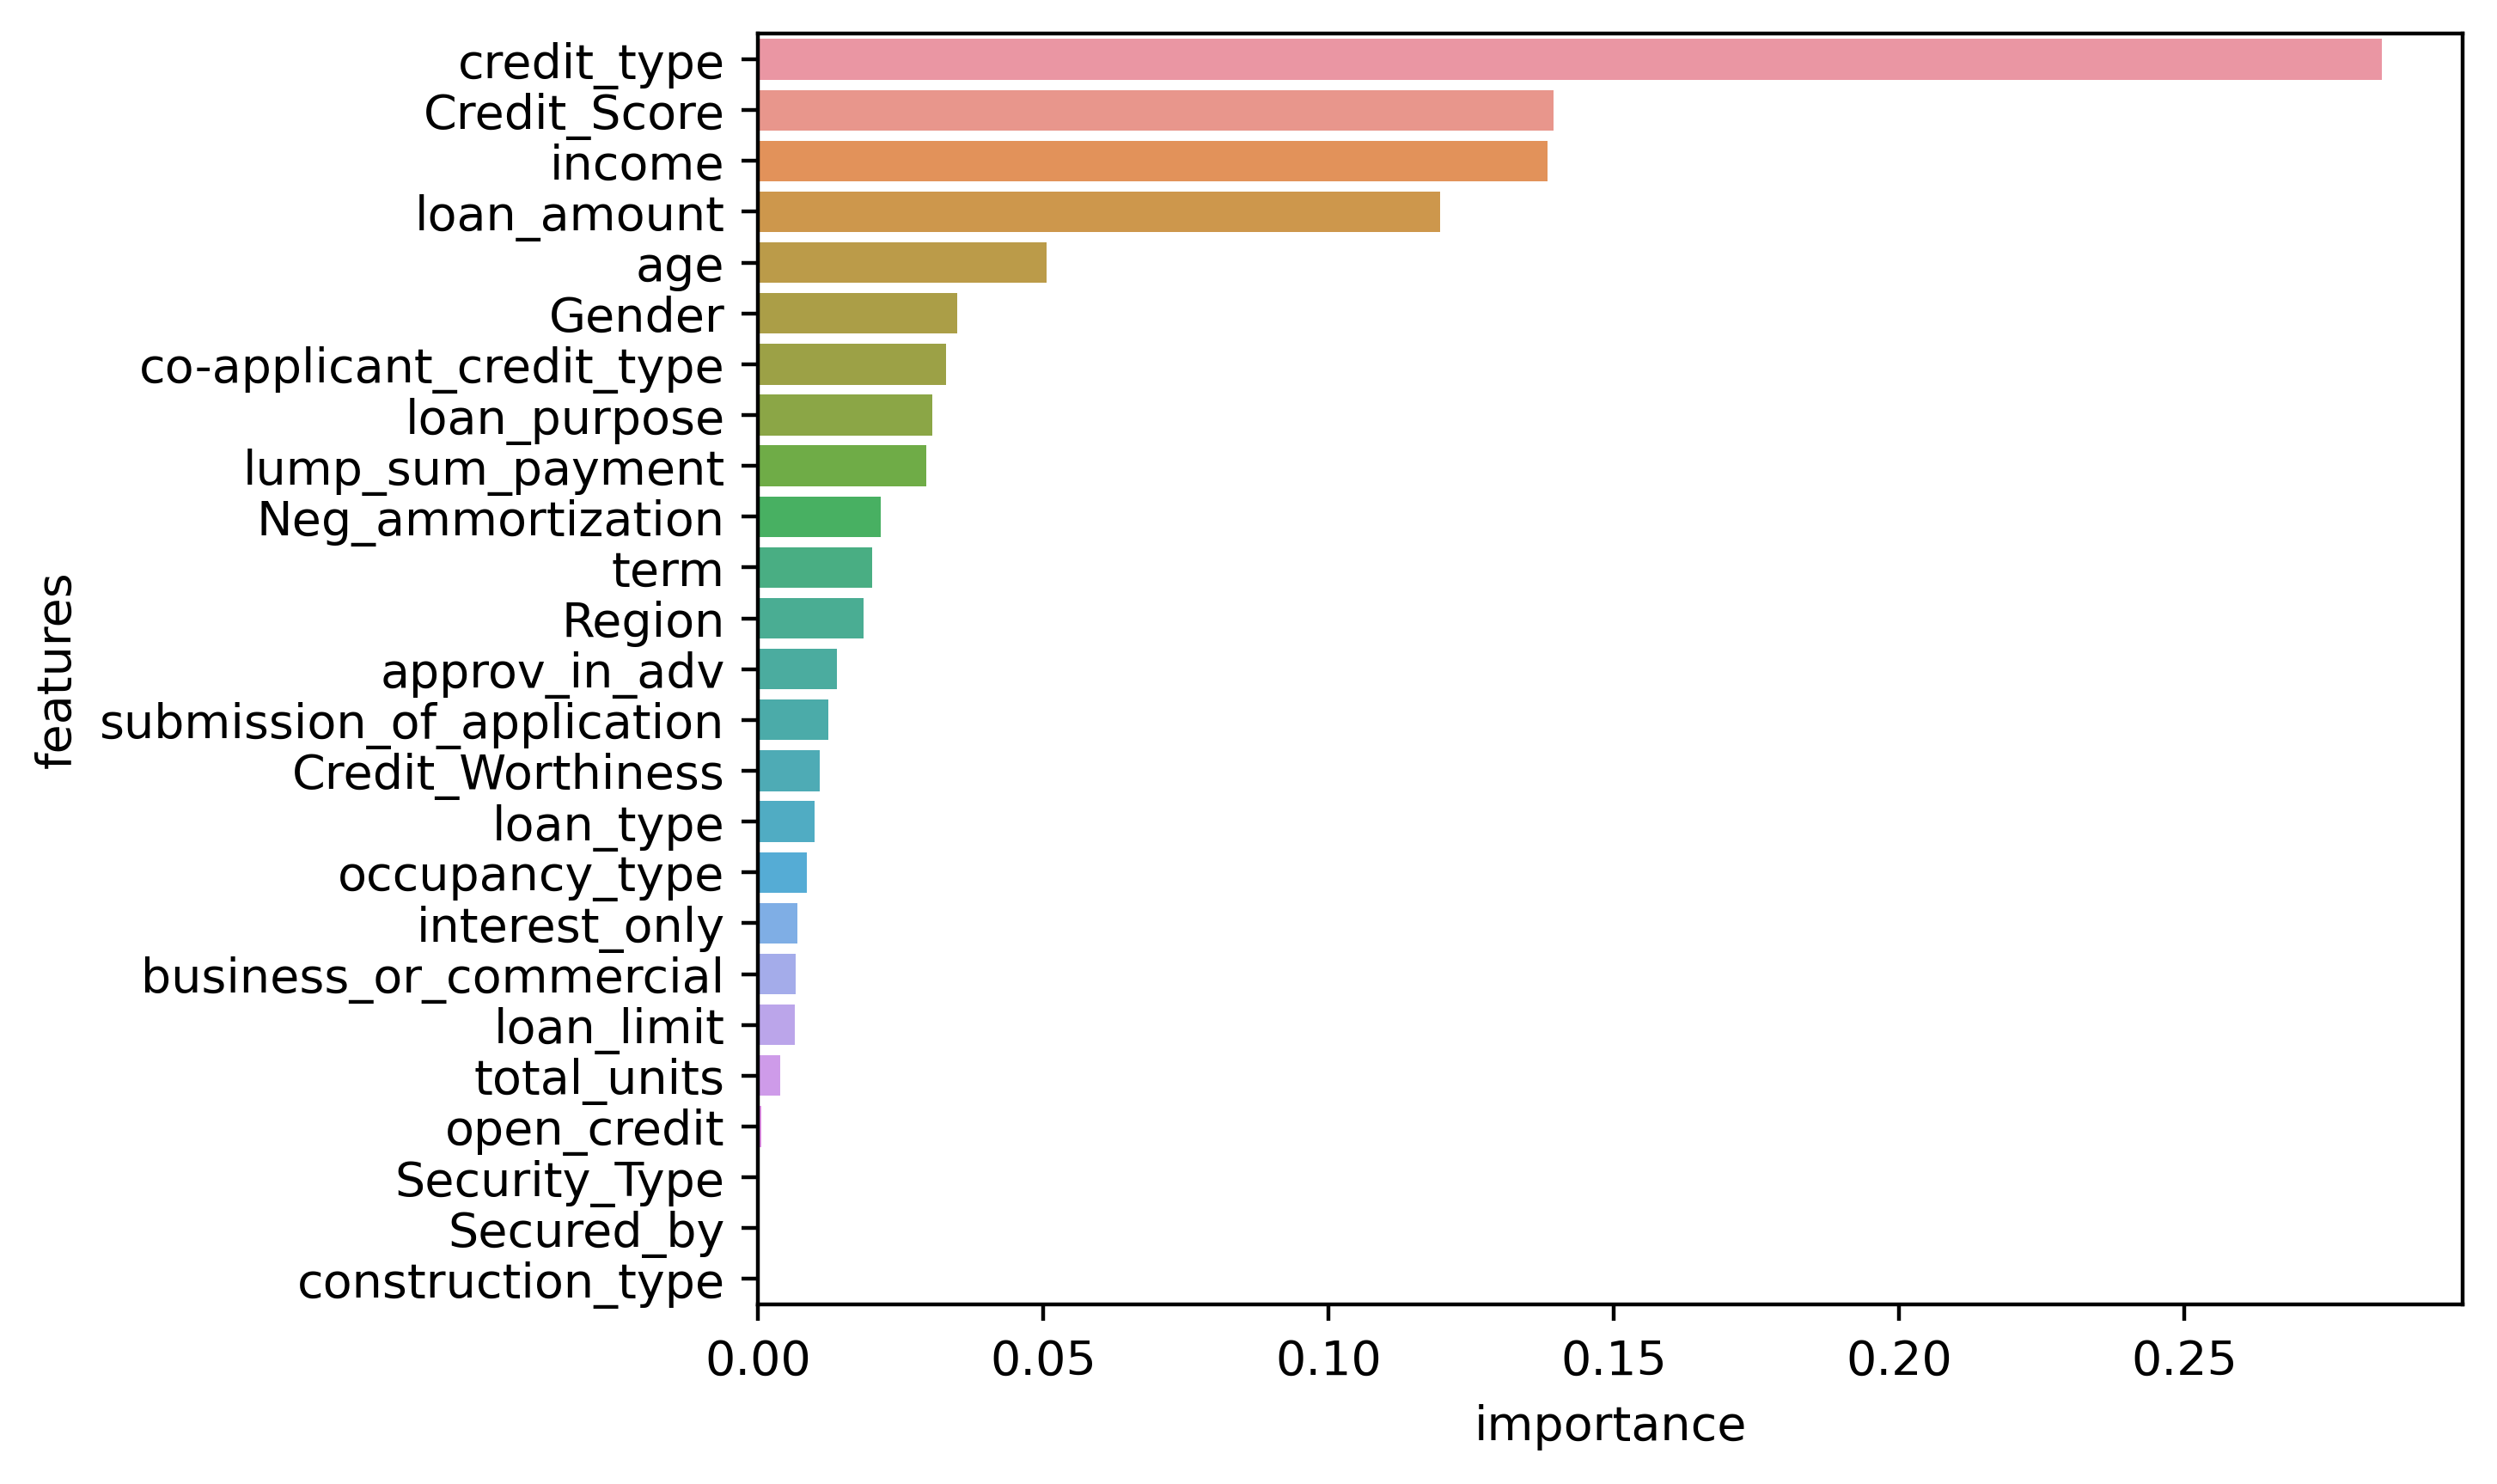 credit_type
Credit_Score
income
loan_amount
age
Gender
co-applicant_credit_type
loan_purpose
lump_sum_payment
Neg_ammortization
term
Region
approv_in_adv
submission_of_application
Credit_Worthiness
loan_type
occupancy_type
interest_only
business_or_commercial
loan_limit
total_units
open_credit
Security_Type
Secured_by
construction_type
features
0.00 0.05 0.10 0.15 0.20 0.25
importance